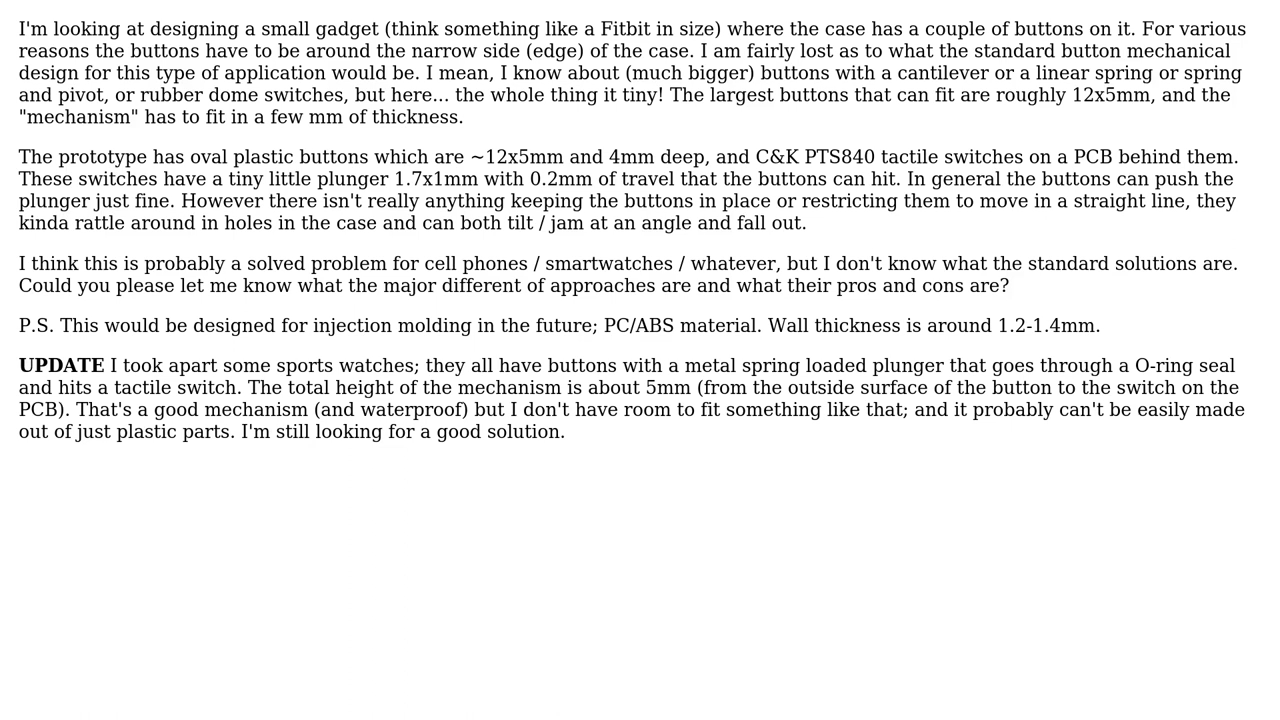 I'm looking at designing a small gadget (think something like a Fitbit in size) where the case has a couple of buttons on it. For various
reasons the buttons have to be around the narrow side (edge) of the case. I am fairly lost as to what the standard button mechanical
design for this type of application would be. I mean, I know about (much bigger) buttons with a cantilever or a linear spring or spring
and pivot, or rubber dome switches, but here... the whole thing it tiny! The largest buttons that can fit are roughly 12x5mm, and the
"mechanism" has to fit in a few mm of thickness.
The prototype has oval plastic buttons which are ~12x5mm and 4mm deep, and C&K PTS840 tactile switches on a PCB behind them.
These switches have a tiny little plunger 1.7x1mm with 0.2mm of travel that the buttons can hit. In general the buttons can push the
plunger just fine. However there isn't really anything keeping the buttons in place or restricting them to move in a straight line, they
kinda rattle around in holes in the case and can both tilt / jam at an angle and fall out.
I think this is probably a solved problem for cell phones / smartwatches / whatever, but I don't know what the standard solutions are.
Could you please let me know what the major different of approaches are and what their pros and cons are?
P.S. This would be designed for injection molding in the future; PC/ABS material. Wall thickness is around 1.2-1.4mm.
UPDATE I took apart some sports watches; they all have buttons with a metal spring loaded plunger that goes through a O-ring seal
and hits a tactile switch. The total height of the mechanism is about 5mm (from the outside surface of the button to the switch on the
PCB). That's a good mechanism (and waterproof) but I don't have room to fit something like that; and it probably can't be easily made
out of just plastic parts. I'm still looking for a good solution.